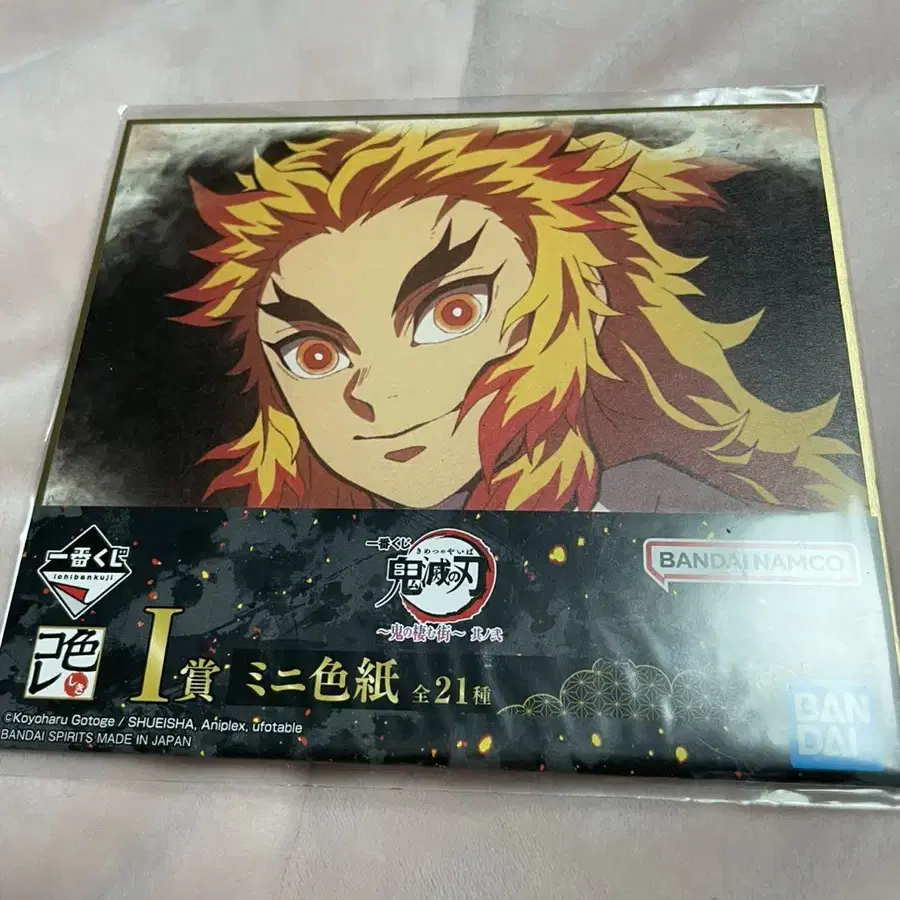 一番くじ
ichibankuji
一番くじ
きめつのやいば
鬼滅の刃
～鬼の棲む街～ 其ノ弐
BANDAI NAMCO
色コレ
しき
I賞 ミニ色紙 全21種
©Koyoharu Gotoge / SHUEISHA, Aniplex, ufotable
BANDAI SPIRITS MADE IN JAPAN
BAN
DAI